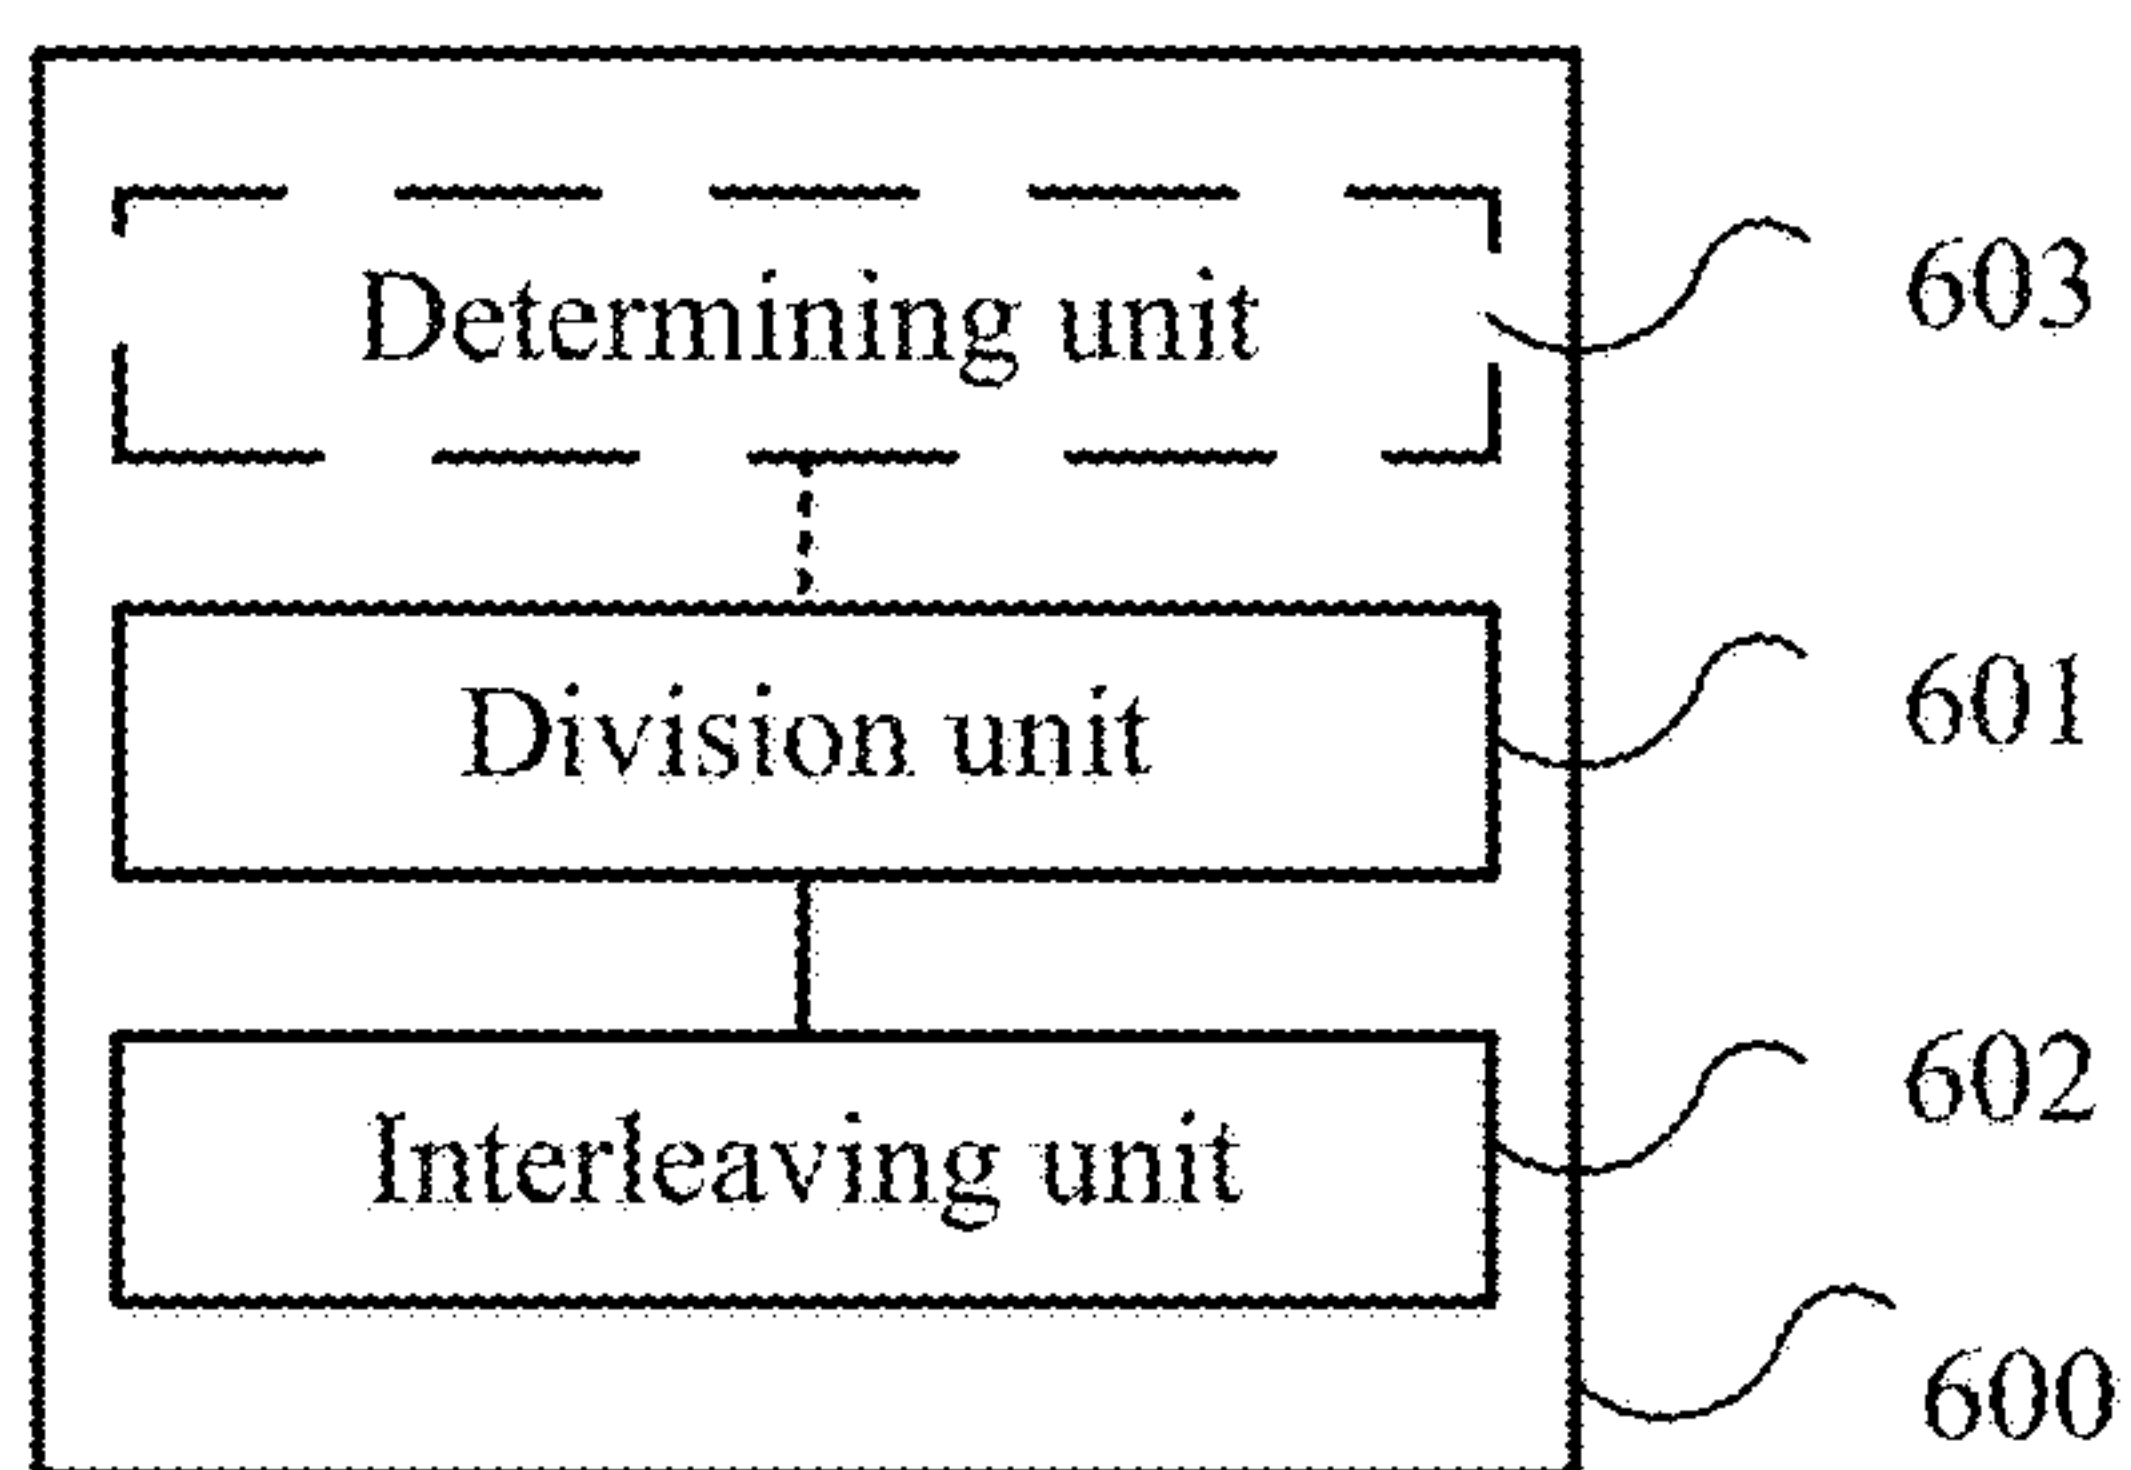 Determining unit
603
Division unit
601
Interleaving unit
602
600